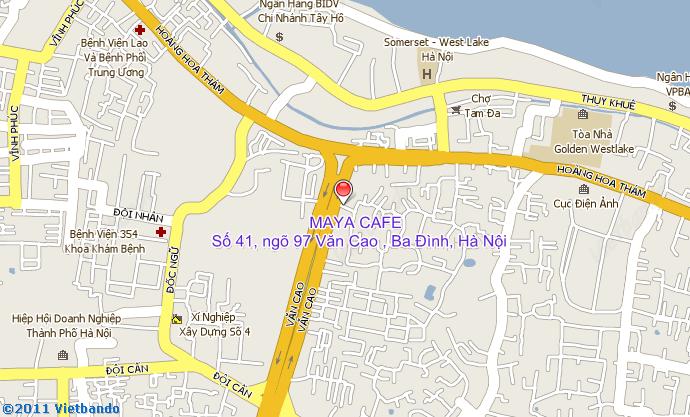 Ngân Hàng BIDV
Chi Nhánh Tây Hồ
VĨNH PHÚC
HOÀNG HOA THÁM
Bệnh Viện Lao
Và Bệnh Phổi
Trung Ương
Somerset - West Lake
Hà Nội
H
Ngân H
VPBA
THỤY KHUÊ
Chợ
Tam Đa
Tòa Nhà
Golden Westlake
VĨNH PHÚC
HOÀNG HOA THÁM
Cục Điện Ảnh
ĐỘI NHÂN
MAYA CAFE
Số 41, ngõ 97 Văn Cao , Ba Đình, Hà Nội
Bệnh Viện 354
Khoa Khám Bệnh
ĐỐC NGỮ
VĂN CAO
VĂN CAO
Hiệp Hội Doanh Nghiệp
Thành Phố Hà Nội
Xí Nghiệp
Xây Dựng Số 4
ĐỘI CẤN
ĐỘI CẤN
©2011 Vietbando